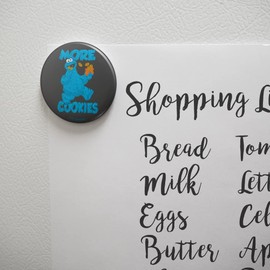 MORE
COOKIES
Shopping Li
Bread Tom
Milk Lett
Eggs Cel
Butter Ap